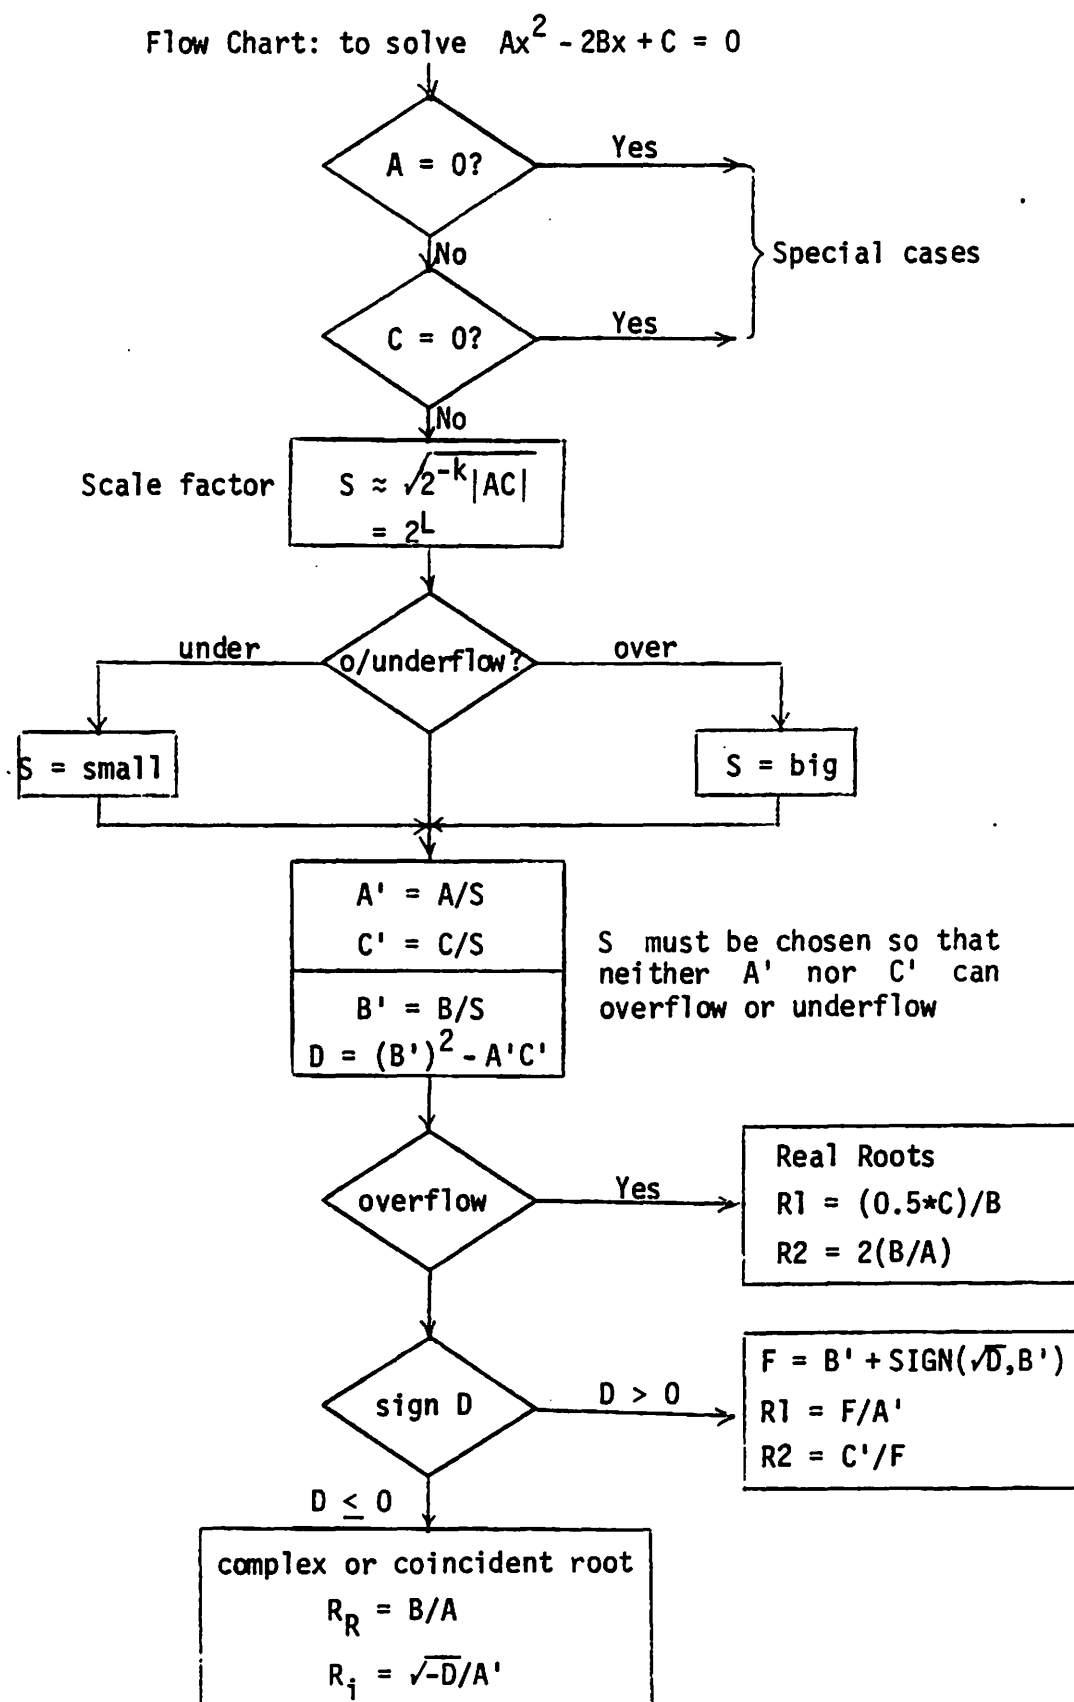 Flow Chart: to solve Ax² - 2Bx + C = 0
A = 0?
Yes
No
Special cases
C = 0?
Yes
No
Scale factor
S ≈ √2^-k|AC|
= 2^L
under
o/underflow?
over
S = small
S = big
A' = A/S
C' = C/S
B' = B/S
D = (B')² - A'C'
S must be chosen so that
neither A' nor C' can
overflow or underflow
overflow
Yes
Real Roots
R1 = (0.5*C)/B
R2 = 2(B/A)
sign D
D > 0
F = B' + SIGN(√D,B')
R1 = F/A'
R2 = C'/F
D ≤ 0
complex or coincident root
R_R = B/A
R_i = √-D/A'